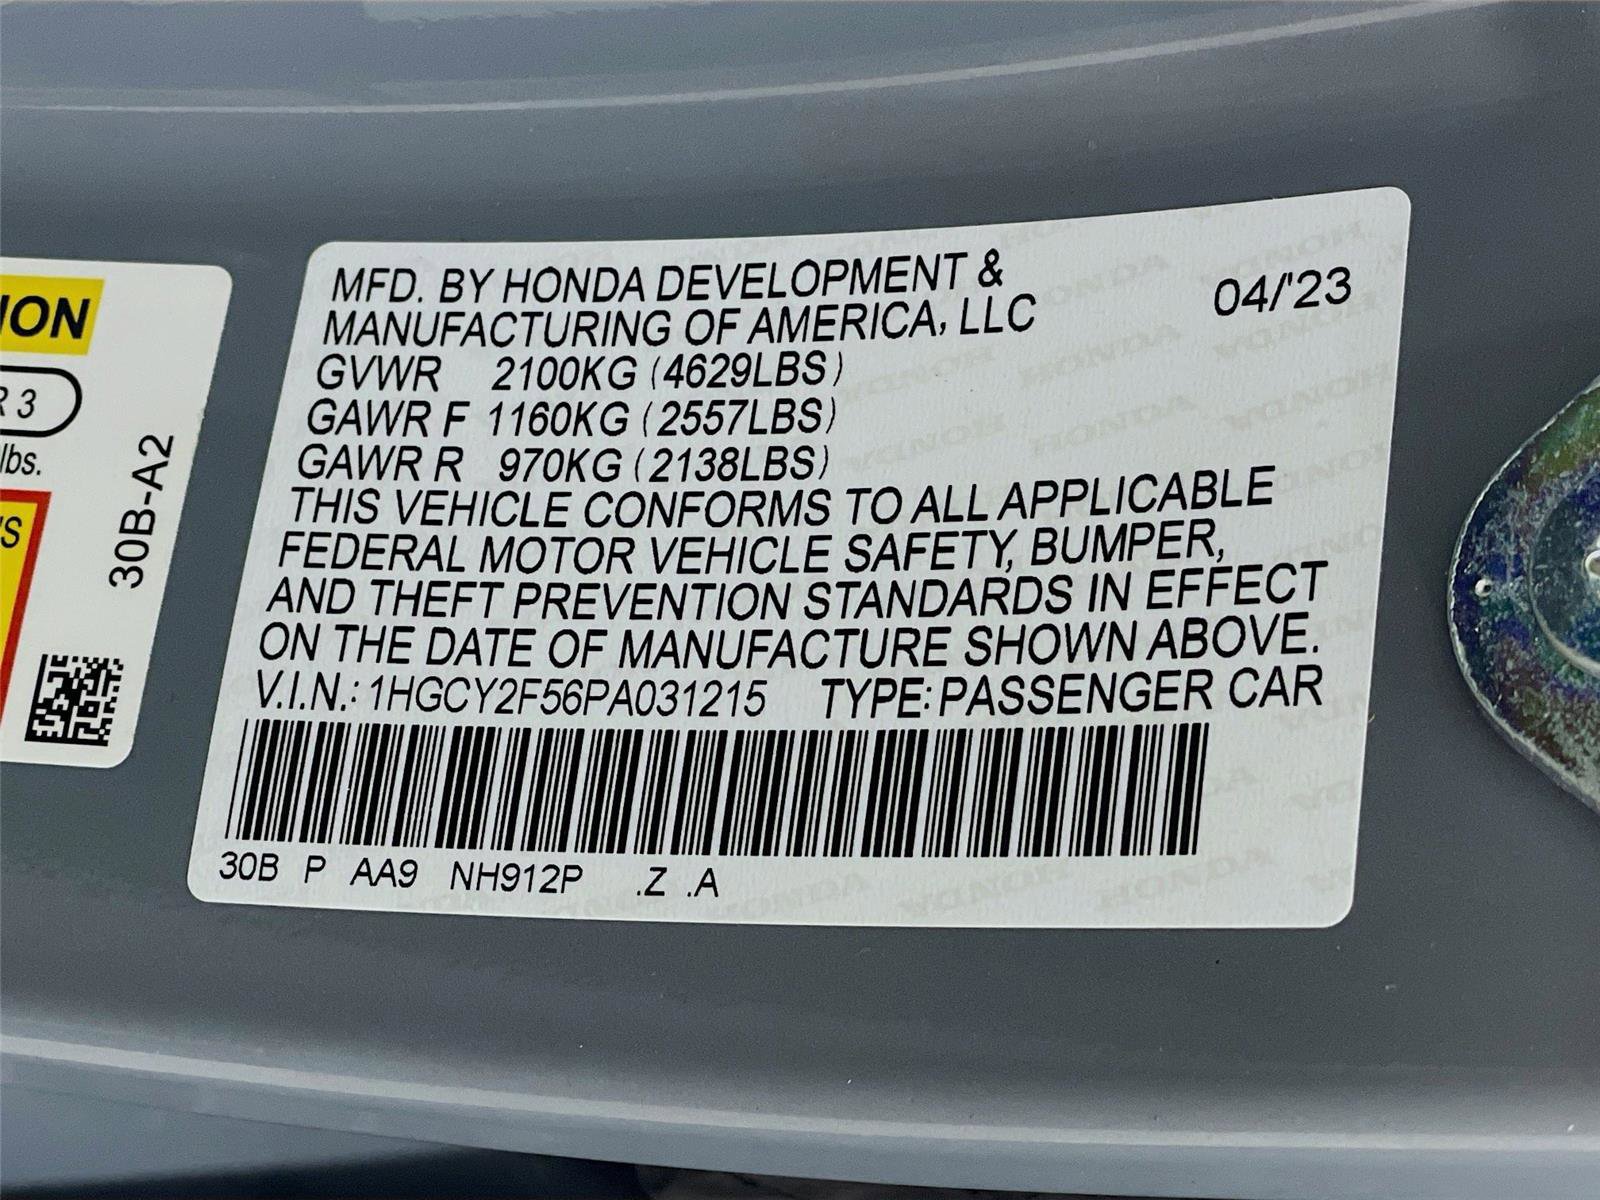 ION
R 3
lbs.
'S
30B-A2
MFD. BY HONDA DEVELOPMENT &
MANUFACTURING OF AMERICA, LLC
04/'23
GVWR 2100KG (4629LBS)
GAWR F 1160KG (2557LBS)
GAWR R 970KG (2138LBS)
THIS VEHICLE CONFORMS TO ALL APPLICABLE
FEDERAL MOTOR VEHICLE SAFETY, BUMPER,
AND THEFT PREVENTION STANDARDS IN EFFECT
ON THE DATE OF MANUFACTURE SHOWN ABOVE.
V.I.N.: 1HGCY2F56PA031215 TYPE: PASSENGER CAR
30B P AA9 NH912P .Z .A